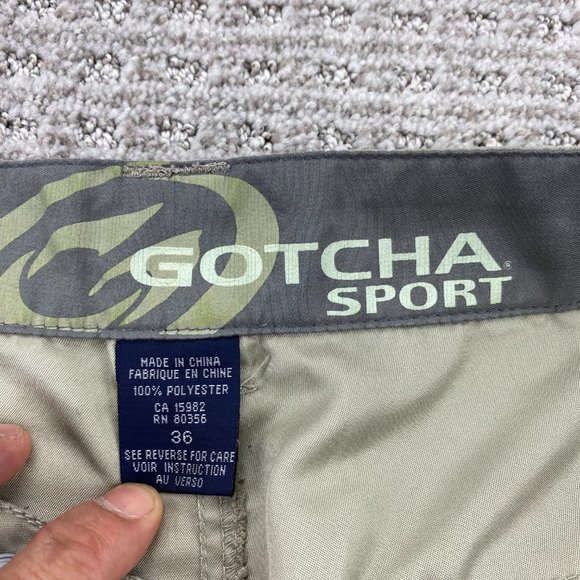 GOTCHA
SPORT
MADE IN CHINA
FABRIQUE EN CHINE
100% POLYESTER
CA 15982
RN 80356
36
SEE REVERSE FOR CARE
VOIR INSTRUCTION
AU VERSO